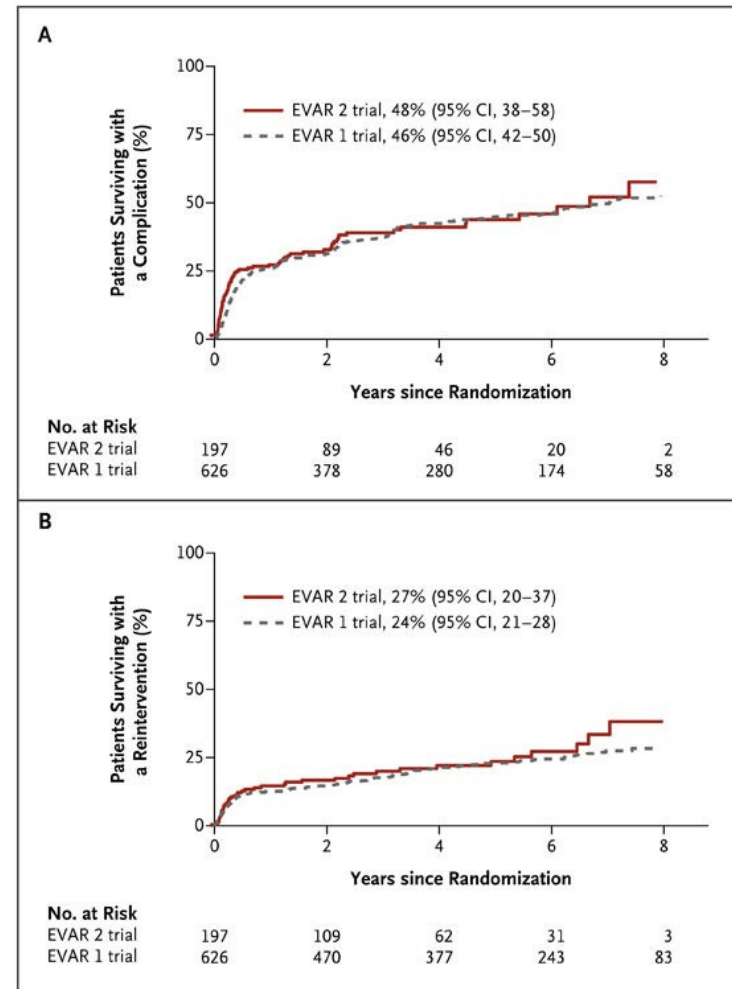 A
100
75
50
25
0
Patients Surviving with
a Complication (%)
EVAR 2 trial, 48% (95% CI, 38–58)
EVAR 1 trial, 46% (95% CI, 42–50)
0 2 4 6 8
Years since Randomization
No. at Risk
EVAR 2 trial 197 89 46 20 2
EVAR 1 trial 626 378 280 174 58
B
100
75
50
25
0
Patients Surviving with
a Reintervention (%)
EVAR 2 trial, 27% (95% CI, 20–37)
EVAR 1 trial, 24% (95% CI, 21–28)
0 2 4 6 8
Years since Randomization
No. at Risk
EVAR 2 trial 197 109 62 31 3
EVAR 1 trial 626 470 377 243 83